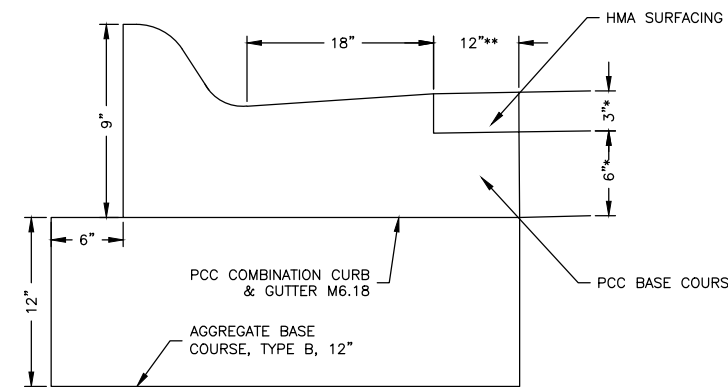 HMA SURFACING
18"
12"**
3"*
9"
6"*
6"
PCC COMBINATION CURB
& GUTTER M6.18
PCC BASE COURS
12"
AGGREGATE BASE
COURSE, TYPE B, 12"